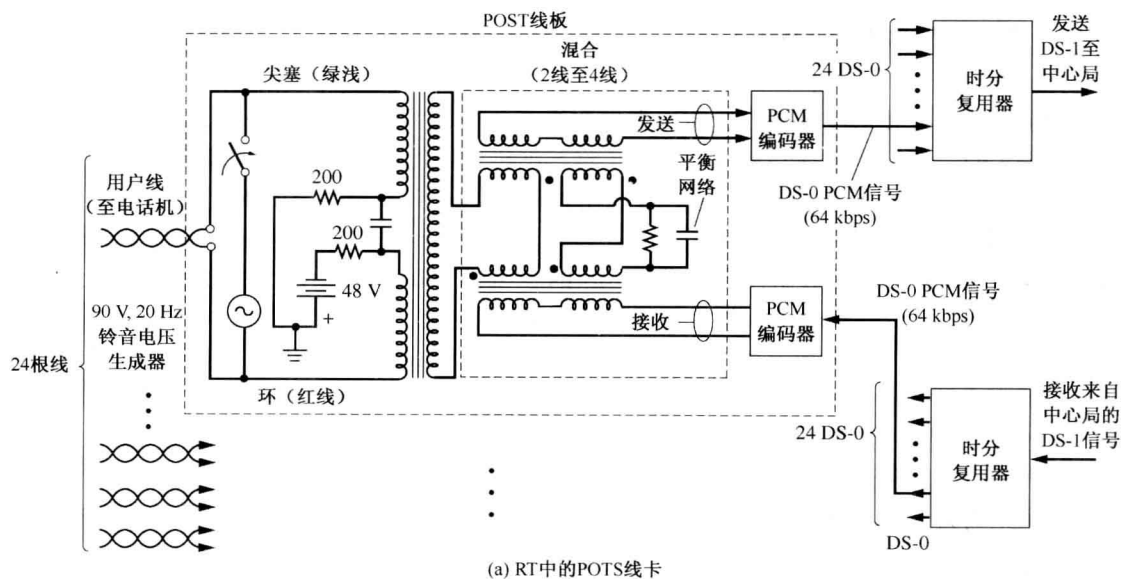 POST线板
混合
(2线至4线)
尖塞（绿浅）
发送
PCM
编码器
24 DS-0
时分
复用器
发送
DS-1至
中心局
平衡
网络
DS-0 PCM信号
(64 kbps)
用户线
（至电话机）
200
200
48 V
+
90 V, 20 Hz
铃音电压
生成器
24根线
环（红线）
接收
PCM
编码器
DS-0 PCM信号
(64 kbps)
24 DS-0
时分
复用器
接收来自
中心局的
DS-1信号
DS-0
(a) RT中的POTS线卡